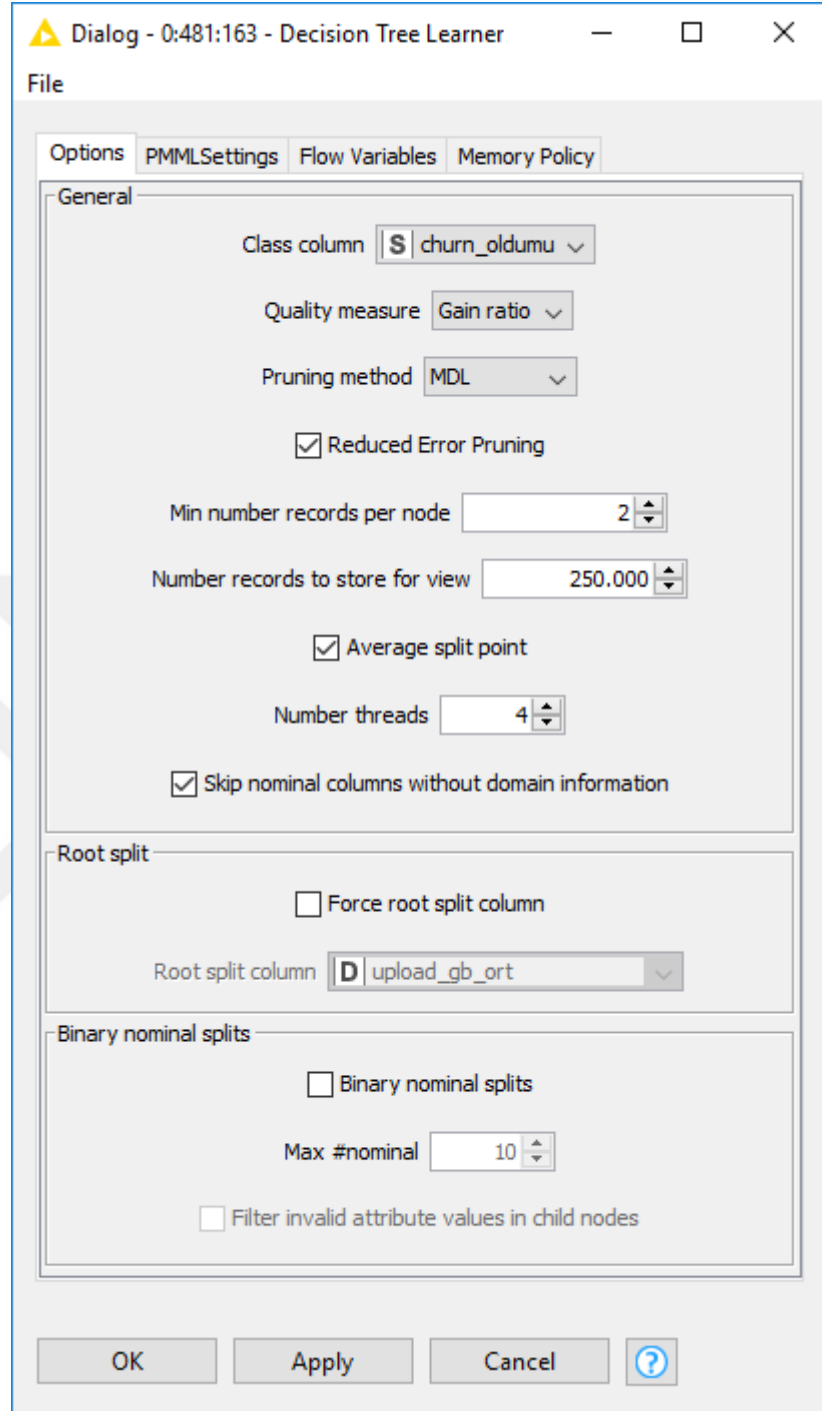 Dialog - 0:481:163 - Decision Tree Learner
File
Options PMMLSettings Flow Variables Memory Policy
General
Class column S churn_oldumu
Quality measure Gain ratio
Pruning method MDL
Reduced Error Pruning
Min number records per node 2
Number records to store for view 250.000
Average split point
Number threads 4
Skip nominal columns without domain information
Root split
Force root split column
Root split column D upload_gb_ort
Binary nominal splits
Binary nominal splits
Max #nominal 10
Filter invalid attribute values in child nodes
OK Apply Cancel ?